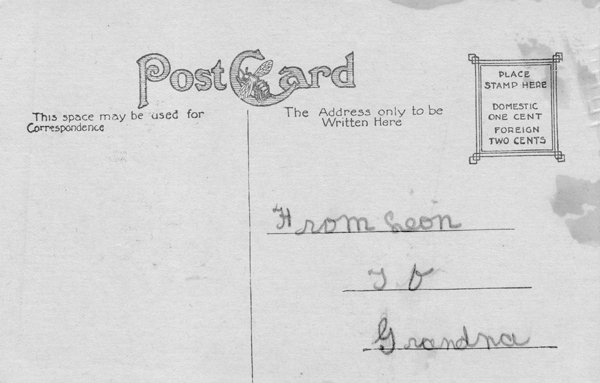 Post Card
This space may be used for
Correspondence
The Address only to be
Written Here
PLACE
STAMP HERE
DOMESTIC
ONE CENT
FOREIGN
TWO CENTS
From Leon
To
Grandma